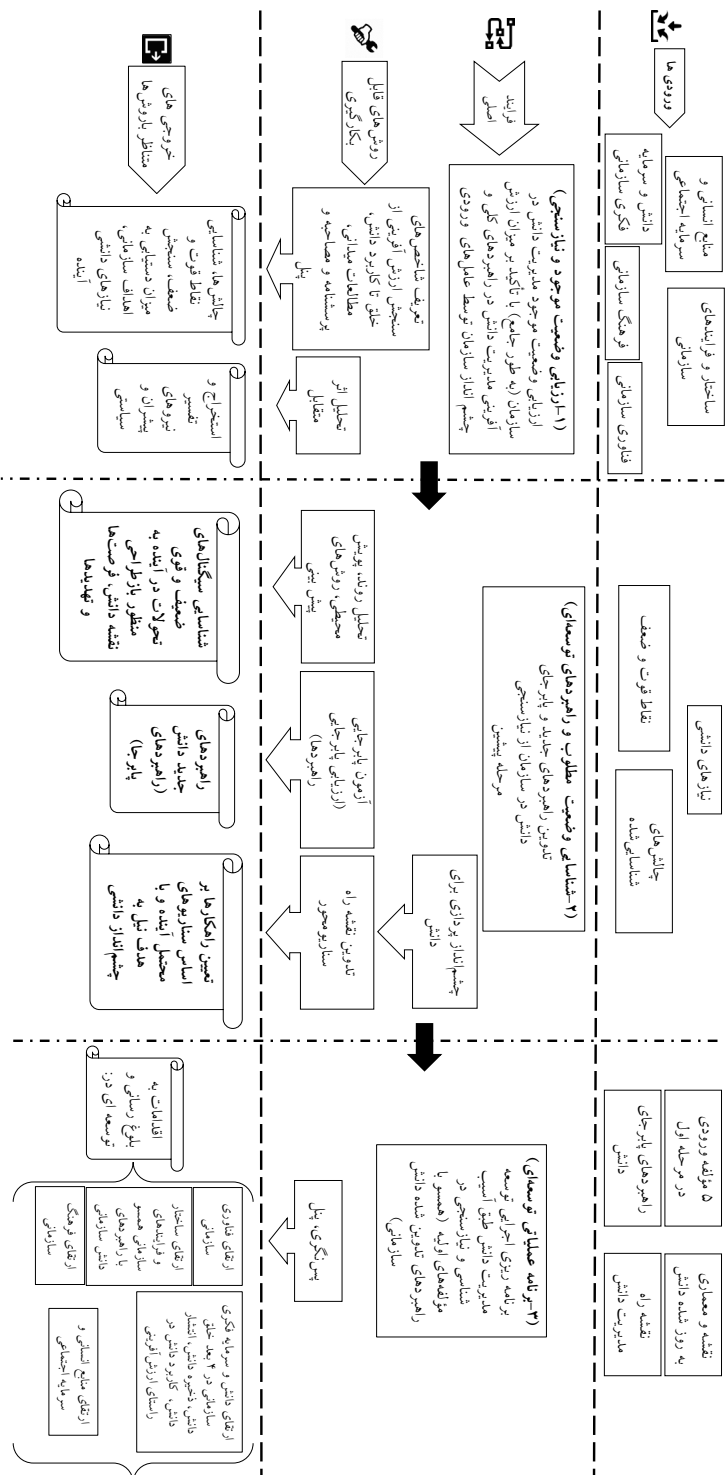 ورودی ها
منابع انسانی و
سرمایه اجتماعی
دانش و سرمایه
فکری سازمانی
ساختار و فرایندهای
سازمانی
فرهنگ سازمانی
فناوری سازمانی
نیازهای دانشی
نقاط قوت و ضعف
چالش‌های
شناسایی شده
۵ مؤلفه ورودی
در مرحله اول
راهبردهای پابرجای
دانش
نقشه و معماری
به روز شده دانش
نقشه راه
مدیریت دانش
فرایند
اصلی
۱-ارزیابی وضعیت موجود و نیازسنجی)
ارزیابی وضعیت موجود مدیریت دانش در
سازمان (به طور جامع) با تأکید بر میزان ارزش
آفرینی مدیریت دانش در راهبردهای کلی و
چشم انداز سازمان توسط عامل‌های ورودی
۲-شناسایی وضعیت مطلوب و راهبردهای توسعه‌ای)
تدوین راهبردهای جدید و پابرجای
دانش در سازمان از نیازسنجی
مرحله پیشین
۳-برنامه عملیاتی توسعه‌ای)
برنامه ریزی اجرایی توسعه
مدیریت دانش طبق آسیب
شناسی و نیازسنجی در
مؤلفه‌های اولیه (همسو با
راهبردهای تدوین شده دانش
سازمانی)
روش های قابل
بکارگیری
تعریف شاخص‌های
سنجش ارزش آفرینی از
خلق تا کاربرد دانش،
مطالعات میدانی،
پرسشنامه و مصاحبه و
پنل
تحلیل اثر
متقابل
تحلیل روند، پویش
محیطی، روش‌های
پیش بینی
آزمون پابرجایی
(ارزیابی پابرجایی
راهبردها)
چشم‌انداز پردازی برای
دانش
تدوین نقشه راه
سناریو محور
پس‌نگری، پنل
خروجی های
متناظر باروش ها
چالش ها، شناسایی
نقاط قوت و
ضعف، سنجش
میزان دستیابی به
اهداف سازمانی،
نیازهای دانشی
آینده
استخراج و
تفسیر
نیروهای
پیشران و
سیاستی
شناسایی سیگنال‌های
ضعیف و قوی
تحولات در آینده به
منظور بازطراحی
نقشه دانش، فرصت‌ها
و تهدیدها
راهبردهای
جدید دانش
(راهبردهای
پابرجا)
تعیین راهکارها بر
اساس سناریوهای
محتمل آینده و با
هدف نیل به
چشم‌انداز دانشی
اقدامات به
بلوغ رسانی و
توسعه ای در:
ارتقای فناوری
سازمانی
ارتقای ساختار
و فرایندهای
سازمانی همسو
با راهبردهای
دانش سازمانی
ارتقای فرهنگ
سازمانی
ارتقای دانش و سرمایه فکری
سازمانی در ۴ بعد خلق
دانش، ذخیره دانش، انتشار
دانش، کاربرد دانش در
راستای ارزش آفرینی
ارتقای منابع انسانی و
سرمایه اجتماعی